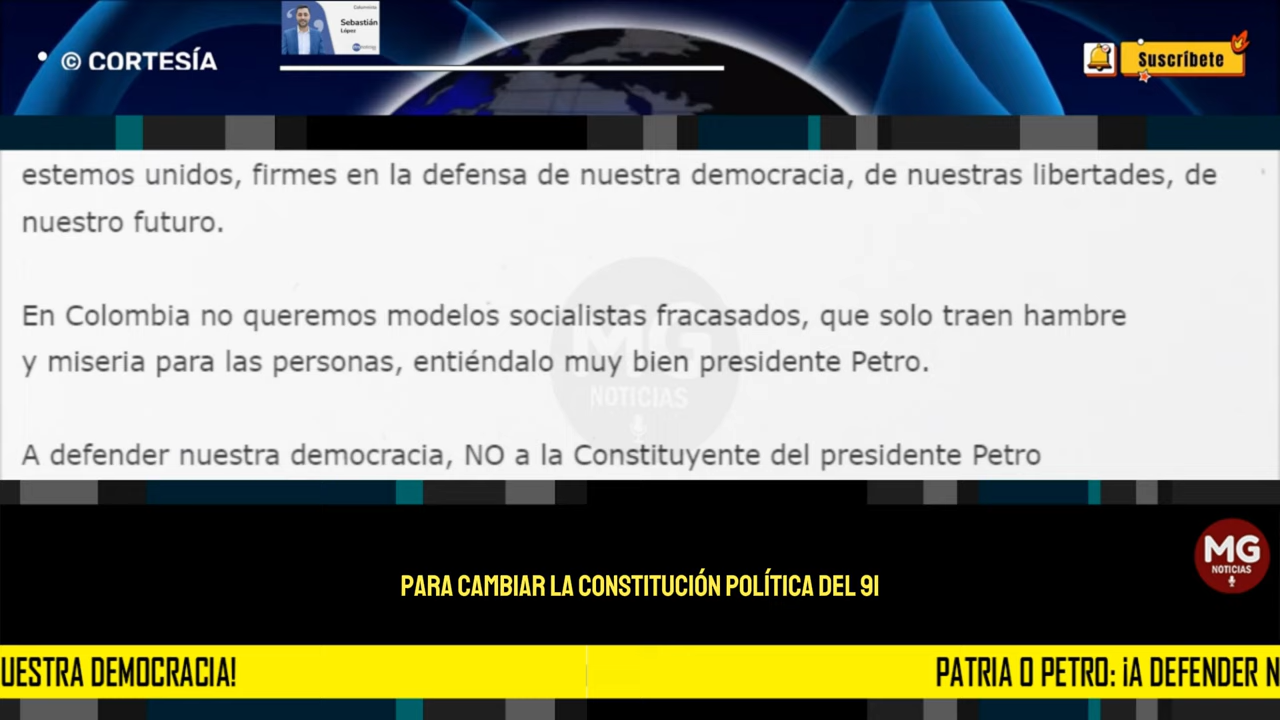 Columnista
Sebastián
López
© CORTESÍA
Suscríbete
estemos unidos, firmes en la defensa de nuestra democracia, de nuestras libertades, de
nuestro futuro.
En Colombia no queremos modelos socialistas fracasados, que solo traen hambre
y miseria para las personas, entiéndalo muy bien presidente Petro.
MG
NOTICIAS
A defender nuestra democracia, NO a la Constituyente del presidente Petro
MG
NOTICIAS
PARA CAMBIAR LA CONSTITUCIÓN POLÍTICA DEL 91
UESTRA DEMOCRACIA! PATRIA O PETRO: ¡A DEFENDER N